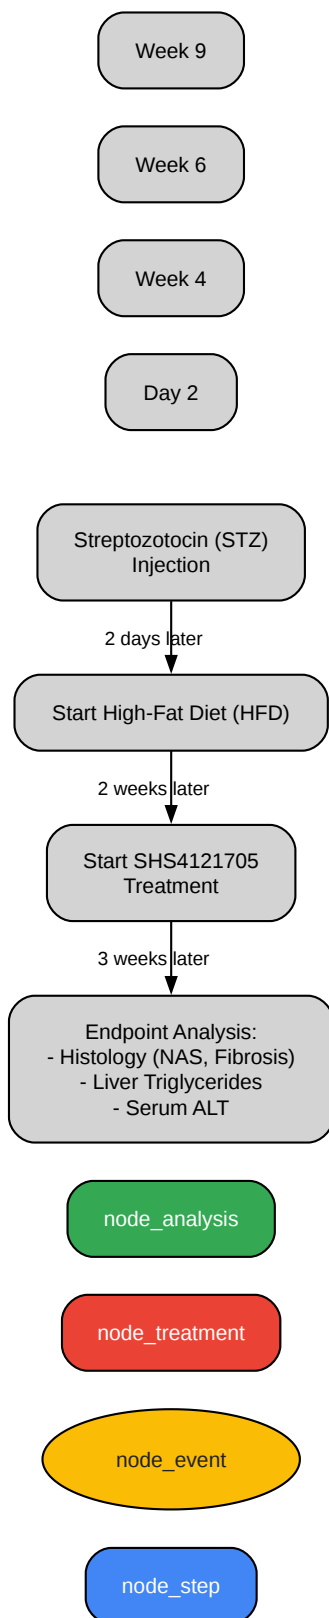 Week 9
Week 6
Week 4
Day 2
Streptozotocin (STZ)
Injection
2 days later
Start High-Fat Diet (HFD)
2 weeks later
Start SHS4121705
Treatment
3 weeks later
Endpoint Analysis:
- Histology (NAS, Fibrosis)
- Liver Triglycerides
- Serum ALT
node_analysis
node_treatment
node_event
node_step